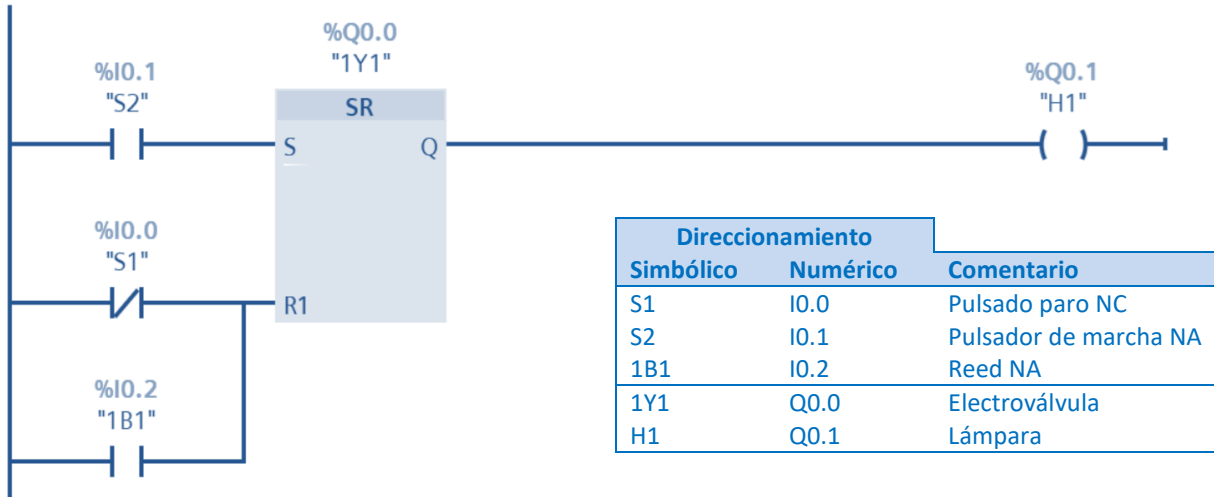 %Q0.0
"1Y1"
%I0.1
"S2"
SR
S Q
%Q0.1
"H1"
%I0.0
"S1"
R1
%I0.2
"1B1"
Direccionamiento
Simbólico Numérico Comentario
S1 I0.0 Pulsado paro NC
S2 I0.1 Pulsador de marcha NA
1B1 I0.2 Reed NA
1Y1 Q0.0 Electroválvula
H1 Q0.1 Lámpara